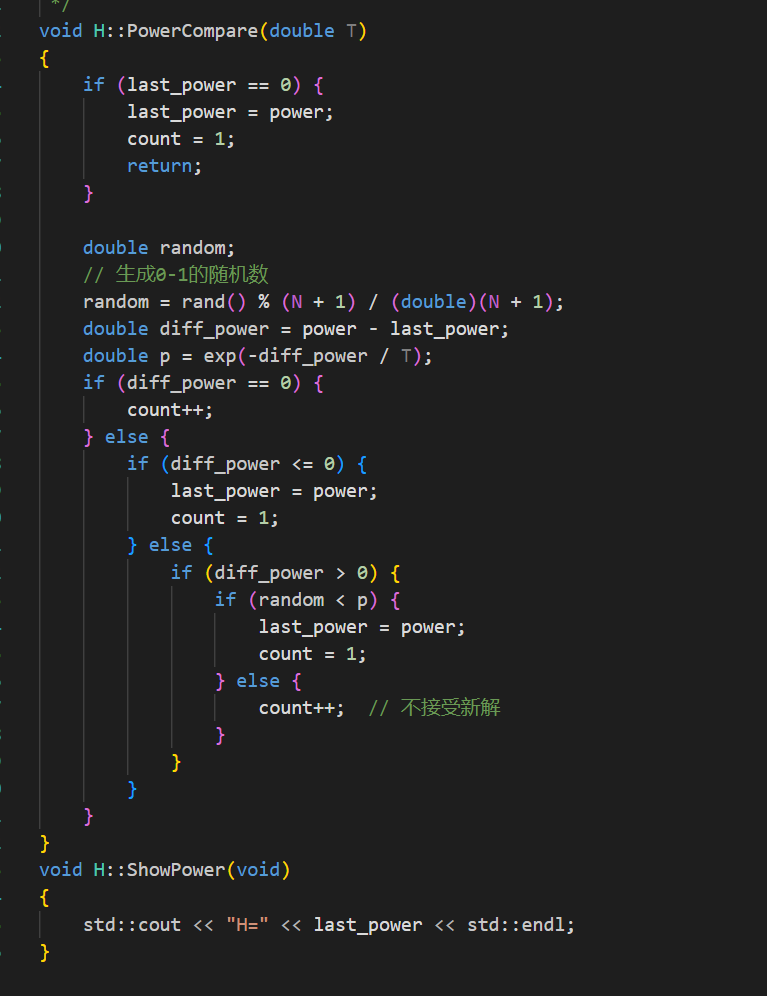 */
void H::PowerCompare(double T)
{
    if (last_power == 0) {
        last_power = power;
        count = 1;
        return;
    }

    double random;
    // 生成0-1的随机数
    random = rand() % (N + 1) / (double)(N + 1);
    double diff_power = power - last_power;
    double p = exp(-diff_power / T);
    if (diff_power == 0) {
        count++;
    } else {
        if (diff_power <= 0) {
            last_power = power;
            count = 1;
        } else {
            if (diff_power > 0) {
                if (random < p) {
                    last_power = power;
                    count = 1;
                } else {
                    count++;  // 不接受新解
                }
            }
        }
    }
}
void H::ShowPower(void)
{
    std::cout << "H=" << last_power << std::endl;
}